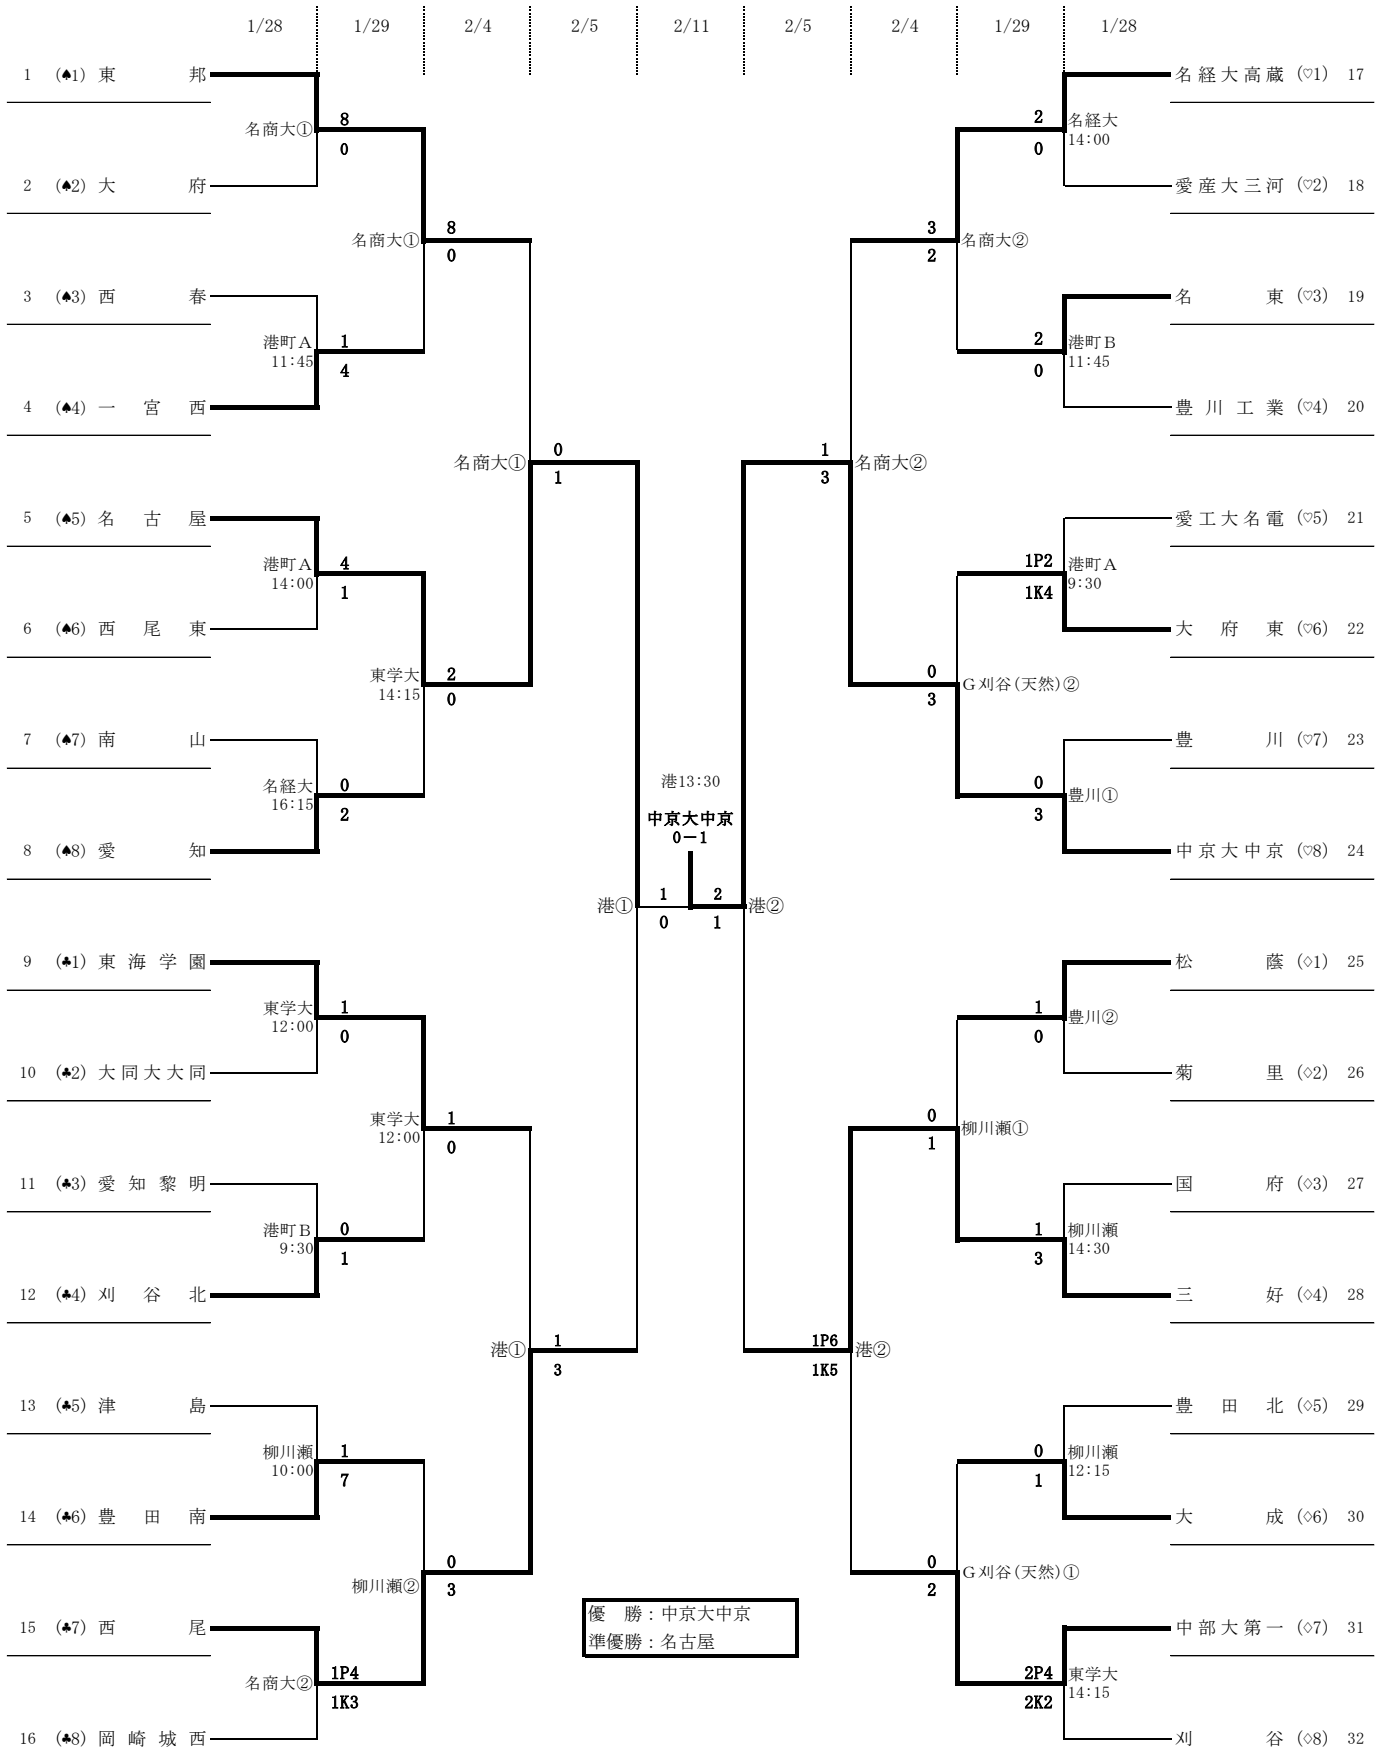 1/28 1/29 2/4 2/5 2/11 2/5 2/4 1/29 1/28
1 (♠1) 東邦
名経大高蔵 (♡1) 17
名商大① 8
0
2 名経大
0 14:00
2 (♠2) 大府
愛産大三河 (♡2) 18
名商大① 8
0
3 名商大②
2
3 (♠3) 西春
名東 (♡3) 19
港町A 1
11:45 4
2 港町B
0 11:45
4 (♠4) 一宮西
豊川工業 (♡4) 20
名商大① 0
1
1 名商大②
3
5 (♠5) 名古屋
愛工大名電 (♡5) 21
港町A 4
14:00 1
1P2 港町A
1K4 9:30
6 (♠6) 西尾東
大府東 (♡6) 22
東学大 2
14:15 0
0 G刈谷(天然)②
3
7 (♠7) 南山
豊川 (♡7) 23
名経大 0
16:15 2
港13:30
中京大中京
0－1
0 豊川①
3
8 (♠8) 愛知
中京大中京 (♡8) 24
港① 1 2 港②
0 1
9 (♣1) 東海学園
松蔭 (♢1) 25
東学大 1
12:00 0
1 豊川②
0
10 (♣2) 大同大大同
菊里 (♢2) 26
東学大 1
12:00 0
0 柳川瀬①
1
11 (♣3) 愛知黎明
国府 (♢3) 27
港町B 0
9:30 1
1 柳川瀬
3 14:30
12 (♣4) 刈谷北
三好 (♢4) 28
港① 1
3
1P6 港②
1K5
13 (♣5) 津島
豊田北 (♢5) 29
柳川瀬 1
10:00 7
0 柳川瀬
1 12:15
14 (♣6) 豊田南
大成 (♢6) 30
柳川瀬② 0
3
0 G刈谷(天然)①
2
優　勝：中京大中京
準優勝：名古屋
15 (♣7) 西尾
中部大第一 (♢7) 31
名商大② 1P4
1K3
2P4 東学大
2K2 14:15
16 (♣8) 岡崎城西
刈谷 (♢8) 32